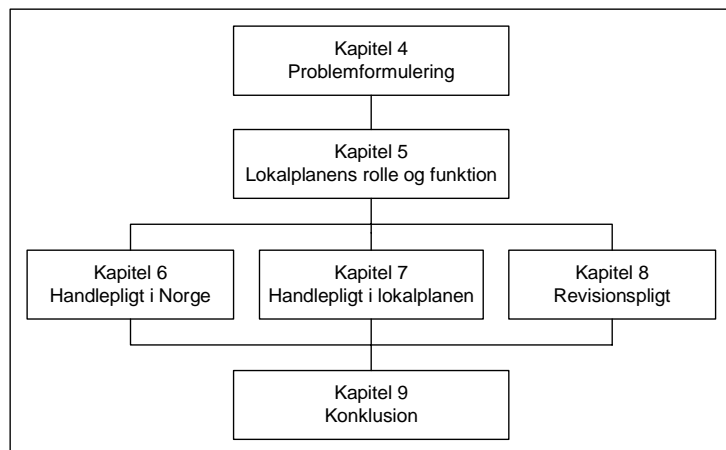 Kapitel 4
Problemformulering
Kapitel 5
Lokalplanens rolle og funktion
Kapitel 6
Handlepligt i Norge
Kapitel 7
Handlepligt i lokalplanen
Kapitel 8
Revisionspligt
Kapitel 9
Konklusion